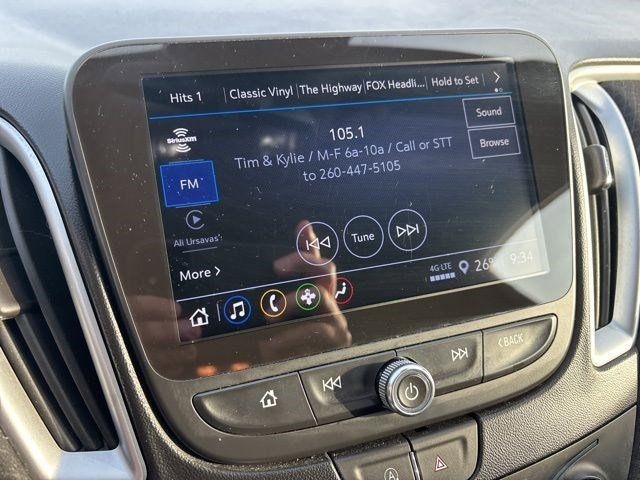 Hits 1 Classic Vinyl The Highway FOX Headli... Hold to Set
SiriusXM
105.1
Sound
Tim & Kylie / M-F 6a-10a / Call or STT
to 260-447-5105
Browse
FM
Ali Ursavas'
Tune
More
4G LTE
26° 9:34
< BACK
A